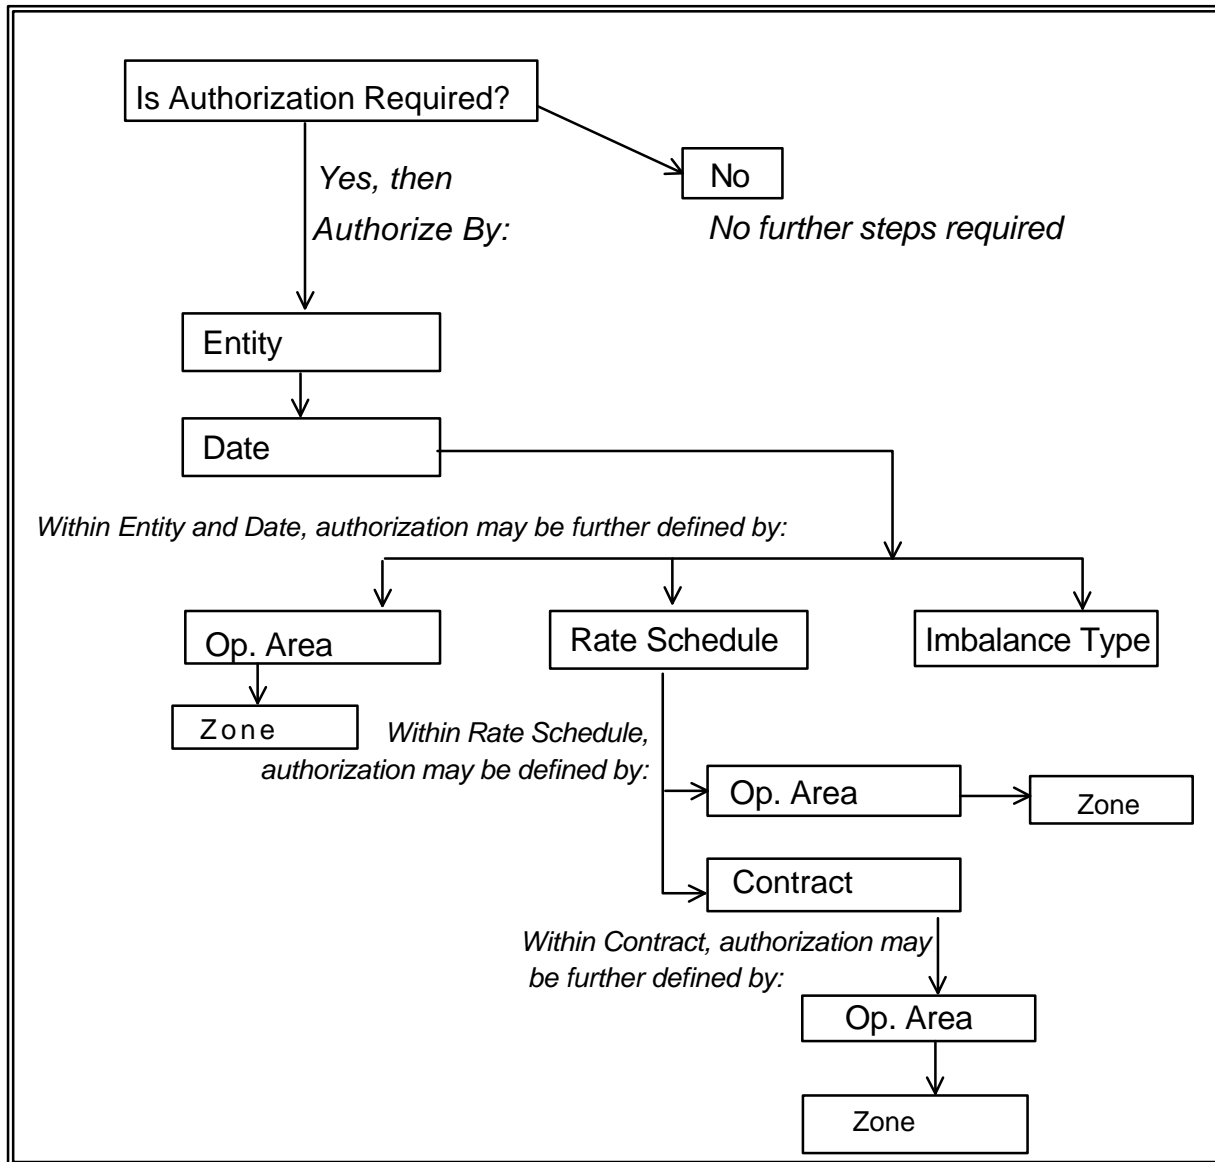 Is Authorization Required?
No
Yes, then
Authorize By:
No further steps required
Entity
Date
Within Entity and Date, authorization may be further defined by:
Op. Area
Rate Schedule
Imbalance Type
Zone
Within Rate Schedule,
authorization may be defined by:
Op. Area
Zone
Contract
Within Contract, authorization may
be further defined by:
Op. Area
Zone